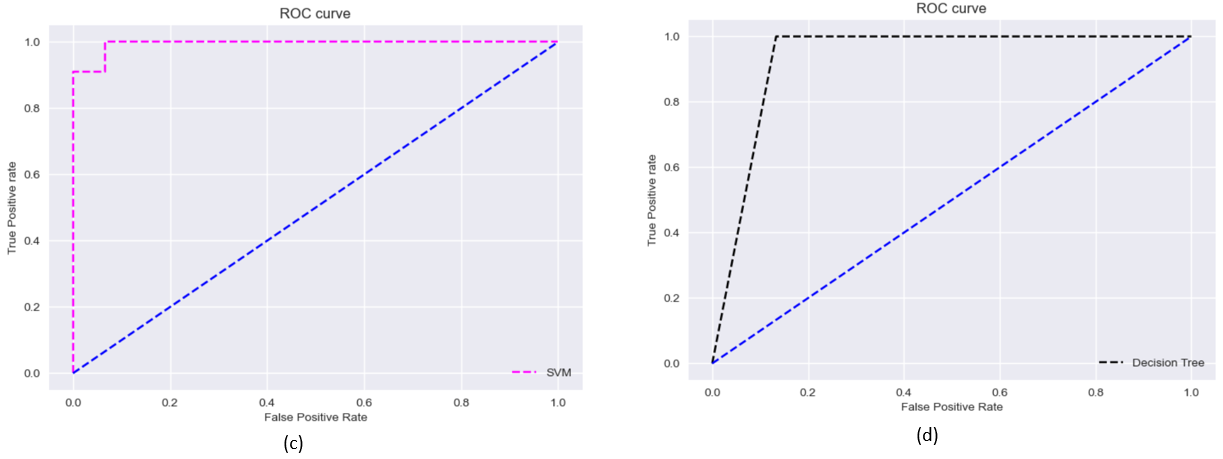 ROC curve
True Positive rate
1.0
0.8
0.6
0.4
0.2
0.0
0.0 0.2 0.4 0.6 0.8 1.0
False Positive Rate
SVM
(c)
ROC curve
True Positive rate
1.0
0.8
0.6
0.4
0.2
0.0
0.0 0.2 0.4 0.6 0.8 1.0
False Positive Rate
Decision Tree
(d)